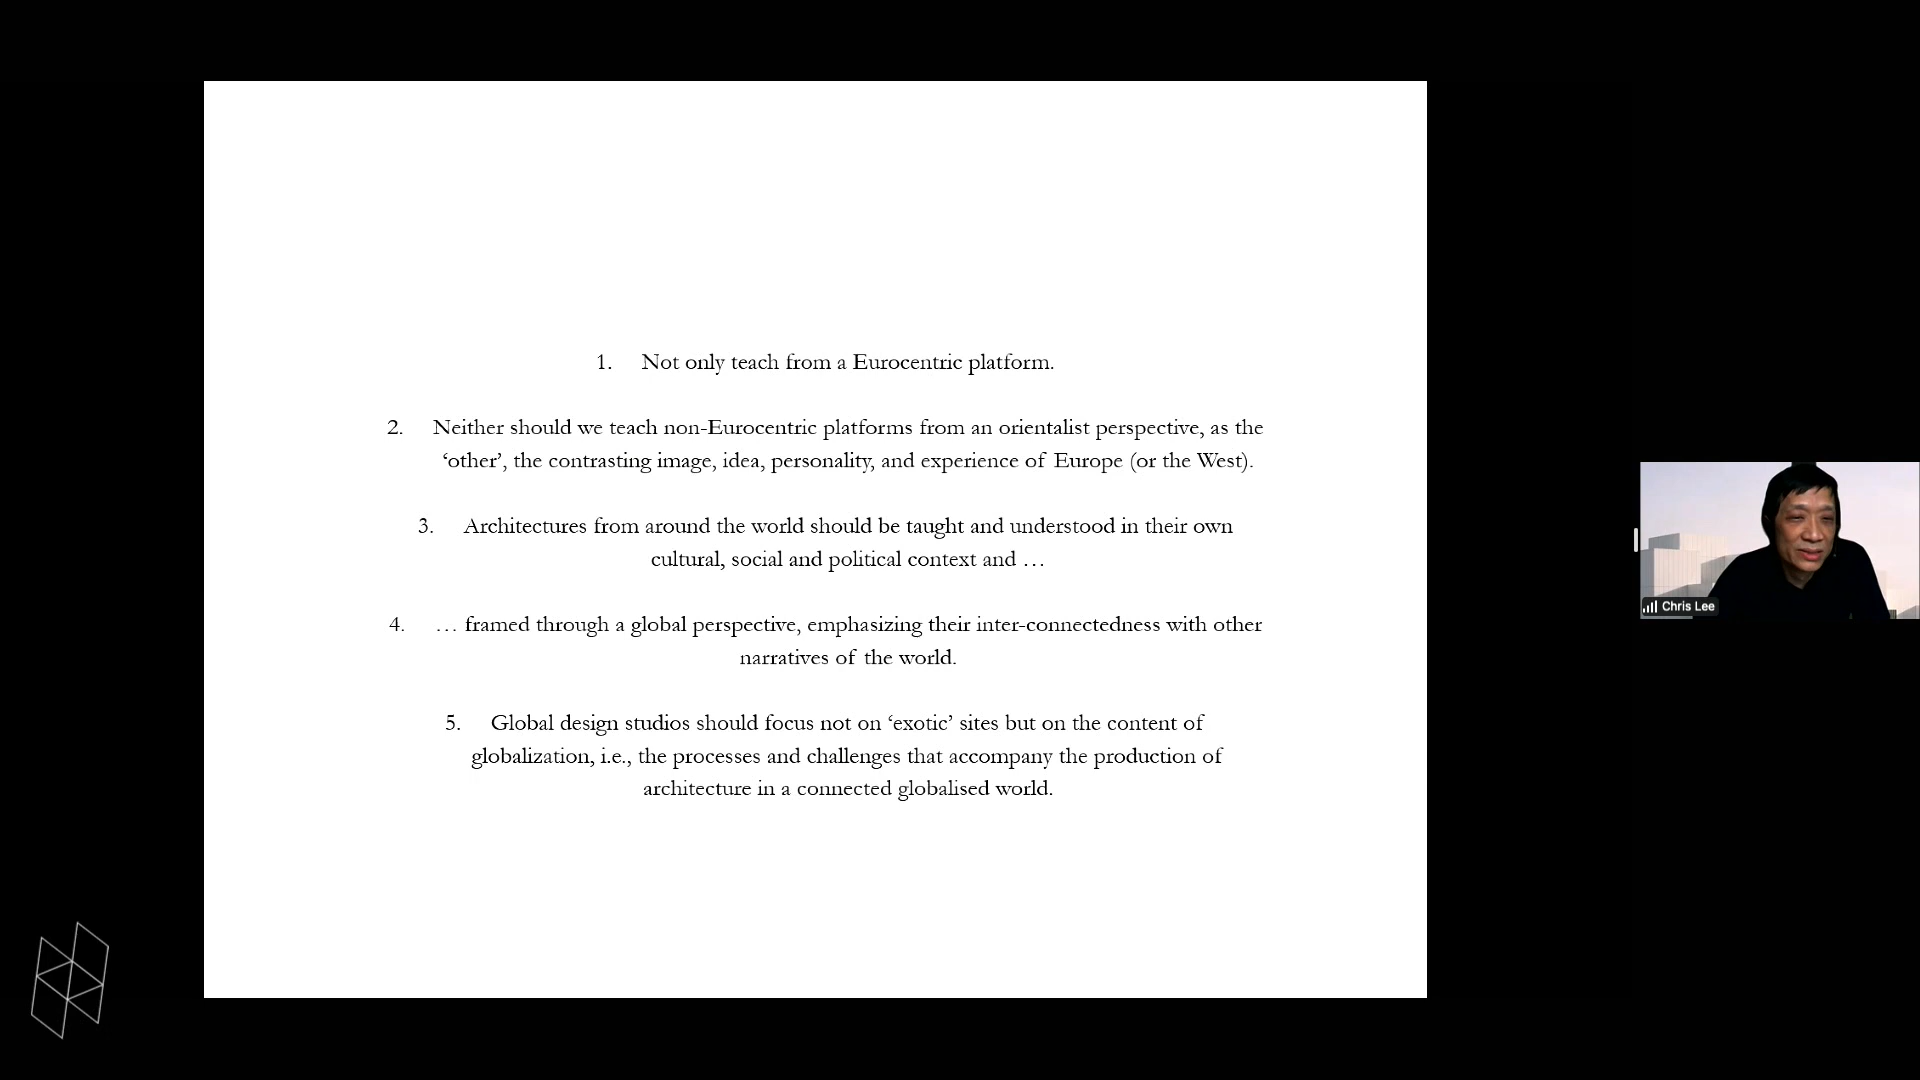 1. Not only teach from a Eurocentric platform.
2. Neither should we teach non-Eurocentric platforms from an orientalist perspective, as the
‘other’, the contrasting image, idea, personality, and experience of Europe (or the West).
3. Architectures from around the world should be taught and understood in their own
cultural, social and political context and …
4. … framed through a global perspective, emphasizing their inter-connectedness with other
narratives of the world.
5. Global design studios should focus not on ‘exotic’ sites but on the content of
globalization, i.e., the processes and challenges that accompany the production of
architecture in a connected globalised world.
Chris Lee